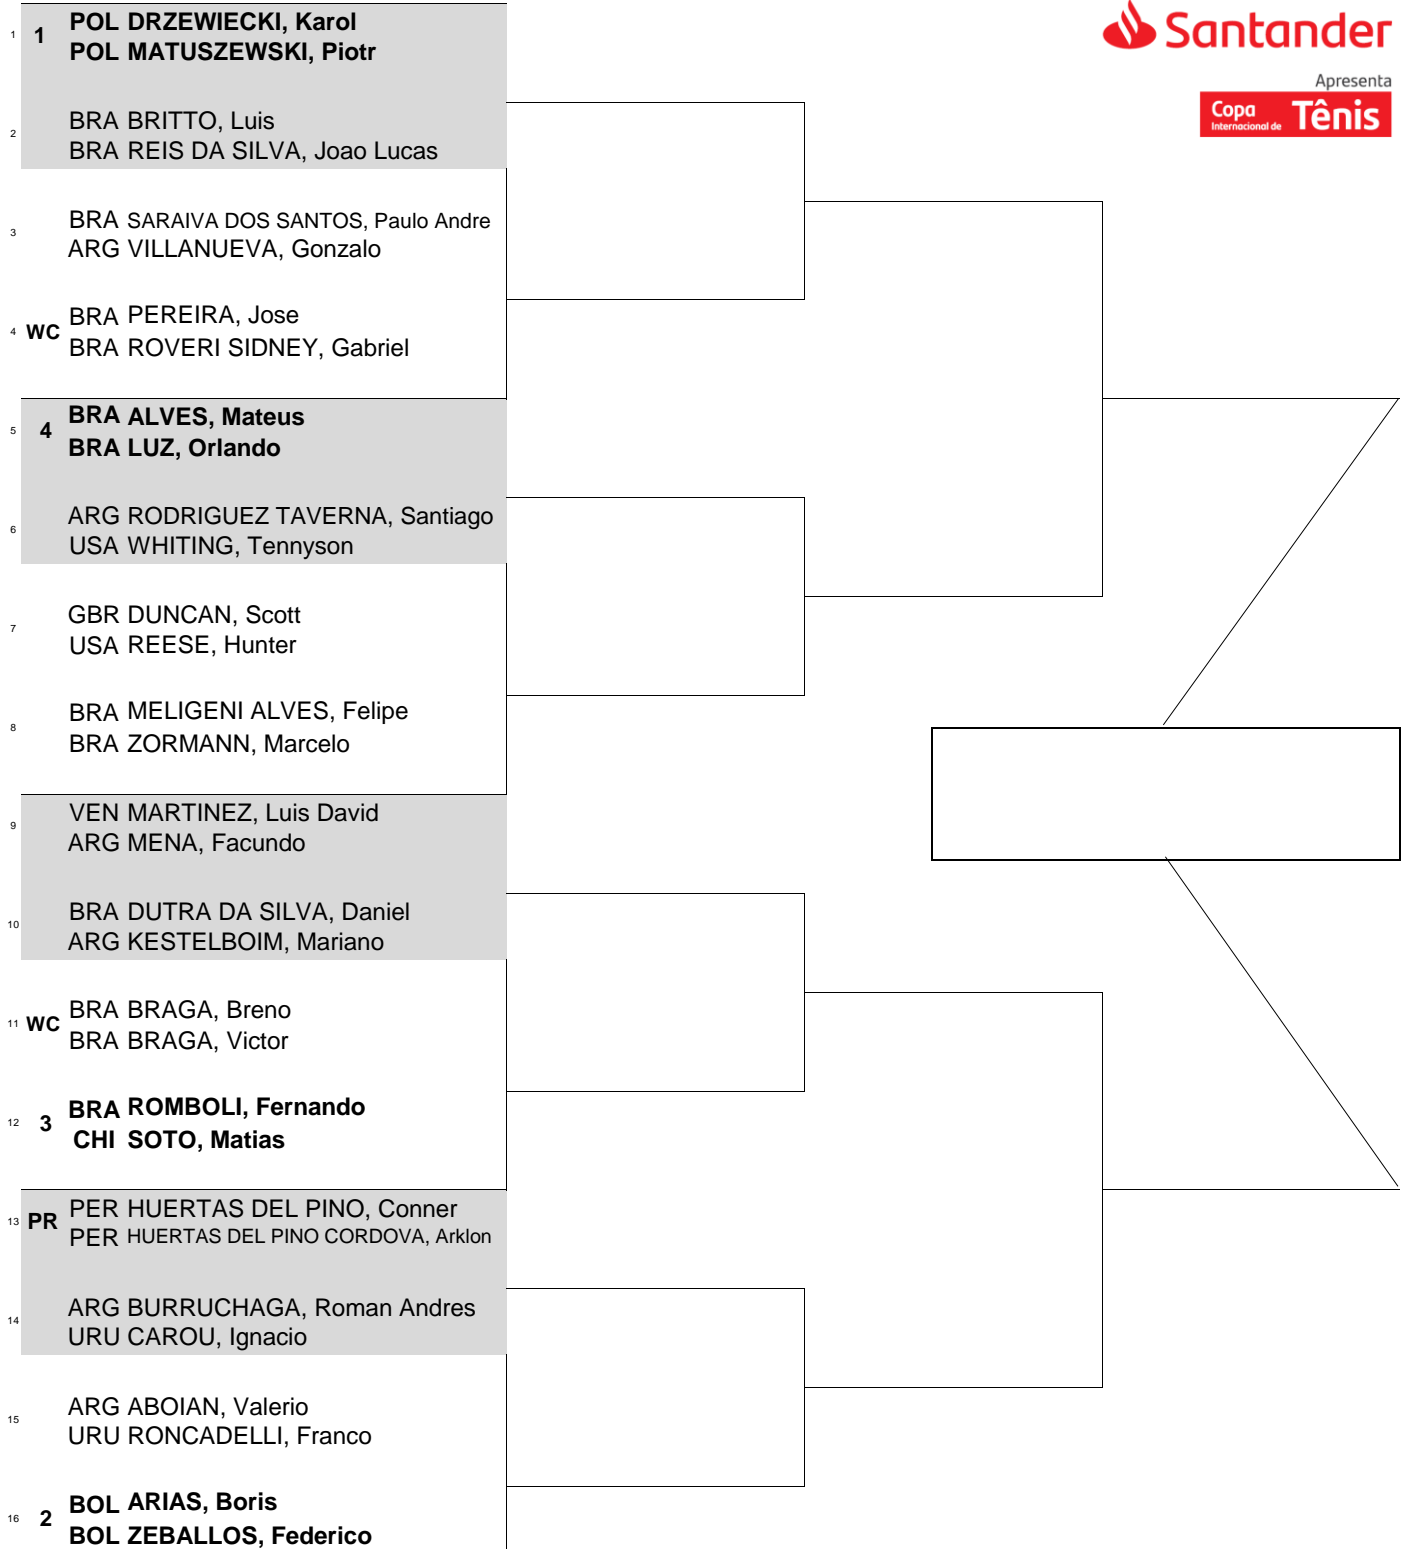 Santander
Apresenta
Copa Internacional de Tênis
1 1 POL DRZEWIECKI, Karol
POL MATUSZEWSKI, Piotr
2 BRA BRITTO, Luis
BRA REIS DA SILVA, Joao Lucas
3 BRA SARAIVA DOS SANTOS, Paulo Andre
ARG VILLANUEVA, Gonzalo
4 WC BRA PEREIRA, Jose
BRA ROVERI SIDNEY, Gabriel
5 4 BRA ALVES, Mateus
BRA LUZ, Orlando
6 ARG RODRIGUEZ TAVERNA, Santiago
USA WHITING, Tennyson
7 GBR DUNCAN, Scott
USA REESE, Hunter
8 BRA MELIGENI ALVES, Felipe
BRA ZORMANN, Marcelo
9 VEN MARTINEZ, Luis David
ARG MENA, Facundo
10 BRA DUTRA DA SILVA, Daniel
ARG KESTELBOIM, Mariano
11 WC BRA BRAGA, Breno
BRA BRAGA, Victor
12 3 BRA ROMBOLI, Fernando
CHI SOTO, Matias
13 PR PER HUERTAS DEL PINO, Conner
PER HUERTAS DEL PINO CORDOVA, Arklon
14 ARG BURRUCHAGA, Roman Andres
URU CAROU, Ignacio
15 ARG ABOIAN, Valerio
URU RONCADELLI, Franco
16 2 BOL ARIAS, Boris
BOL ZEBALLOS, Federico